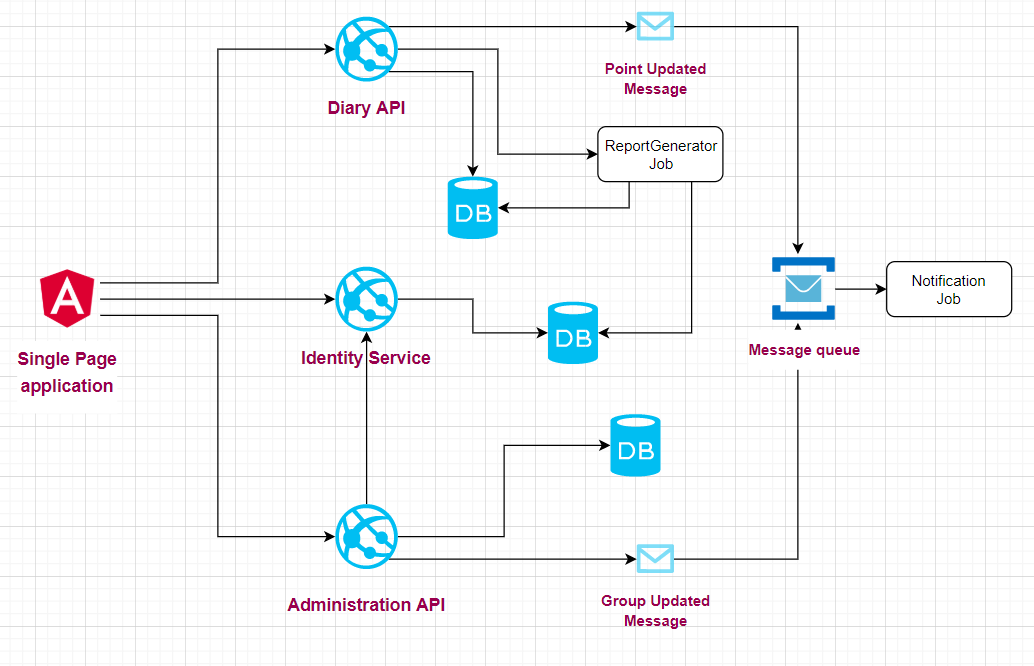 Point Updated
Message
Diary API
ReportGenerator
Job
DB
A
Single Page
application
Identity Service
DB
Notification
Job
Message queue
DB
Administration API
Group Updated
Message